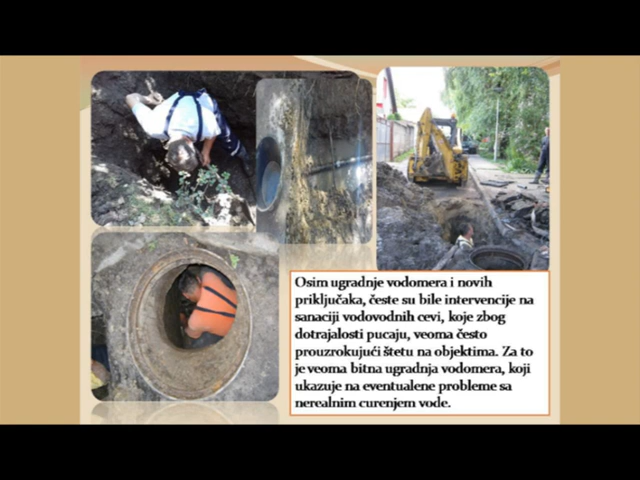 Osim ugradnje vodomera i novih
priključaka, česte su bile intervencije na
sanaciji vodovodnih cevi, koje zbog
dotrajalosti pucaju, veoma često
prouzrokujući štetu na objektima. Za to
je veoma bitna ugradnja vodomera, koji
ukazuje na eventualene probleme sa
nerealnim curenjem vode.